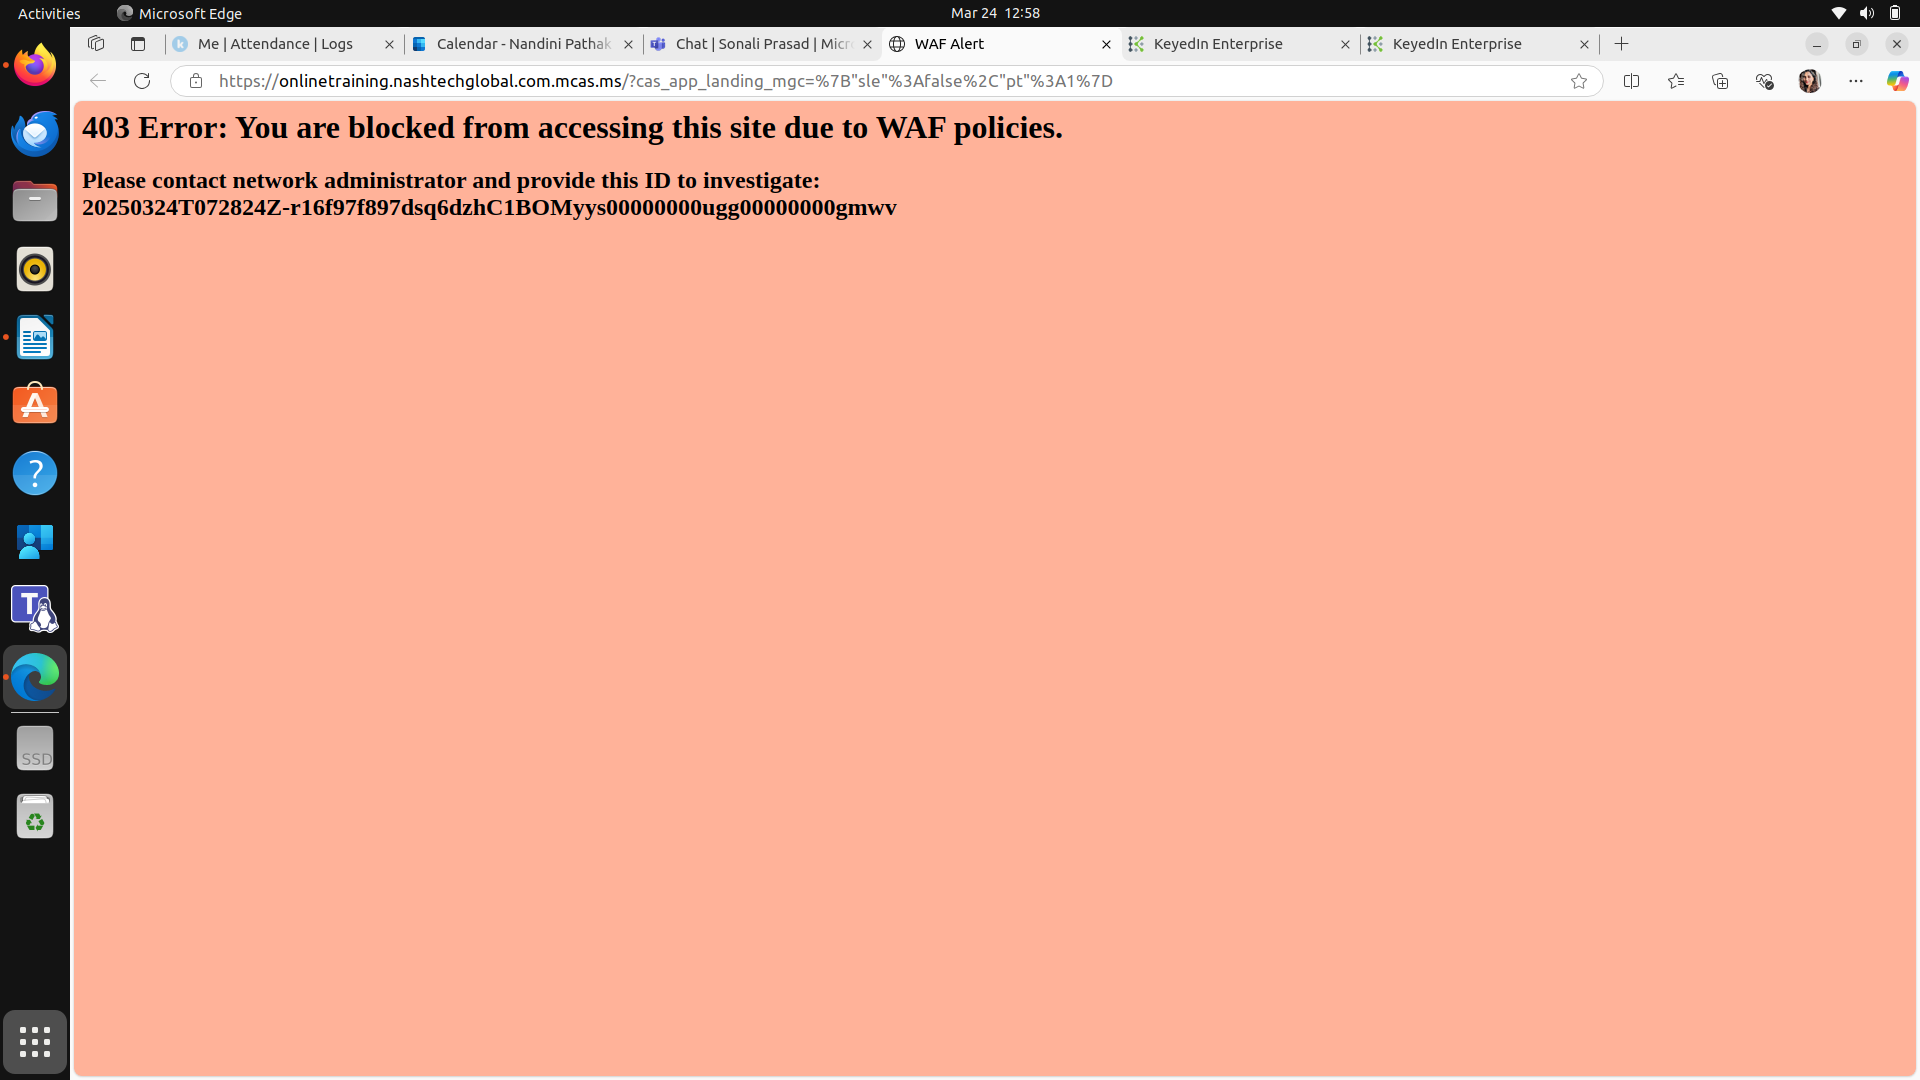 Activities
Microsoft Edge
Mar 24 12:58
Me | Attendance | Logs
Calendar - Nandini Pathak
Chat | Sonali Prasad | Micr
WAF Alert
KeyedIn Enterprise
KeyedIn Enterprise
https://onlinetraining.nashtechglobal.com.mcas.ms/?cas_app_landing_mgc=%7B"sle"%3Afalse%2C"pt"%3A1%7D
403 Error: You are blocked from accessing this site due to WAF policies.
Please contact network administrator and provide this ID to investigate:
20250324T072824Z-r16f97f897dsq6dzhC1BOMyys00000000ugg00000000gmwv
SSD